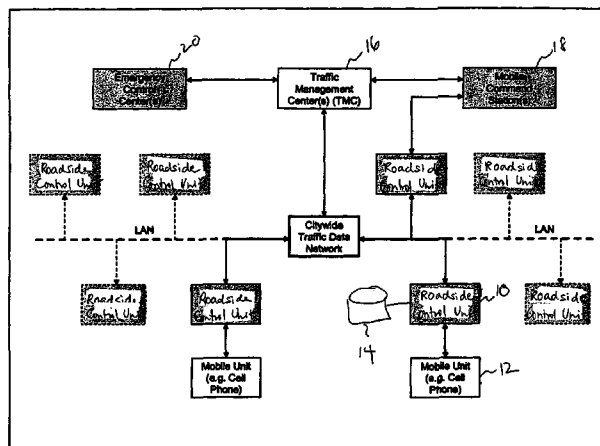 20
16
18
Emergency
Control
Center(s)
Traffic
Management
Center(s) (TMC)
Mobile
Command
Station(s)
Roadside
Control Unit
Roadside
Control Unit
Roadside
Control Unit
Roadside
Control Unit
LAN
LAN
Citywide
Traffic Data
Network
Roadside
Control Unit
Roadside
Control Unit
Roadside
Control Unit
10
Roadside
Control Unit
14
Mobile Unit
(e.g. Cell
Phone)
Mobile Unit
(e.g. Cell
Phone)
12